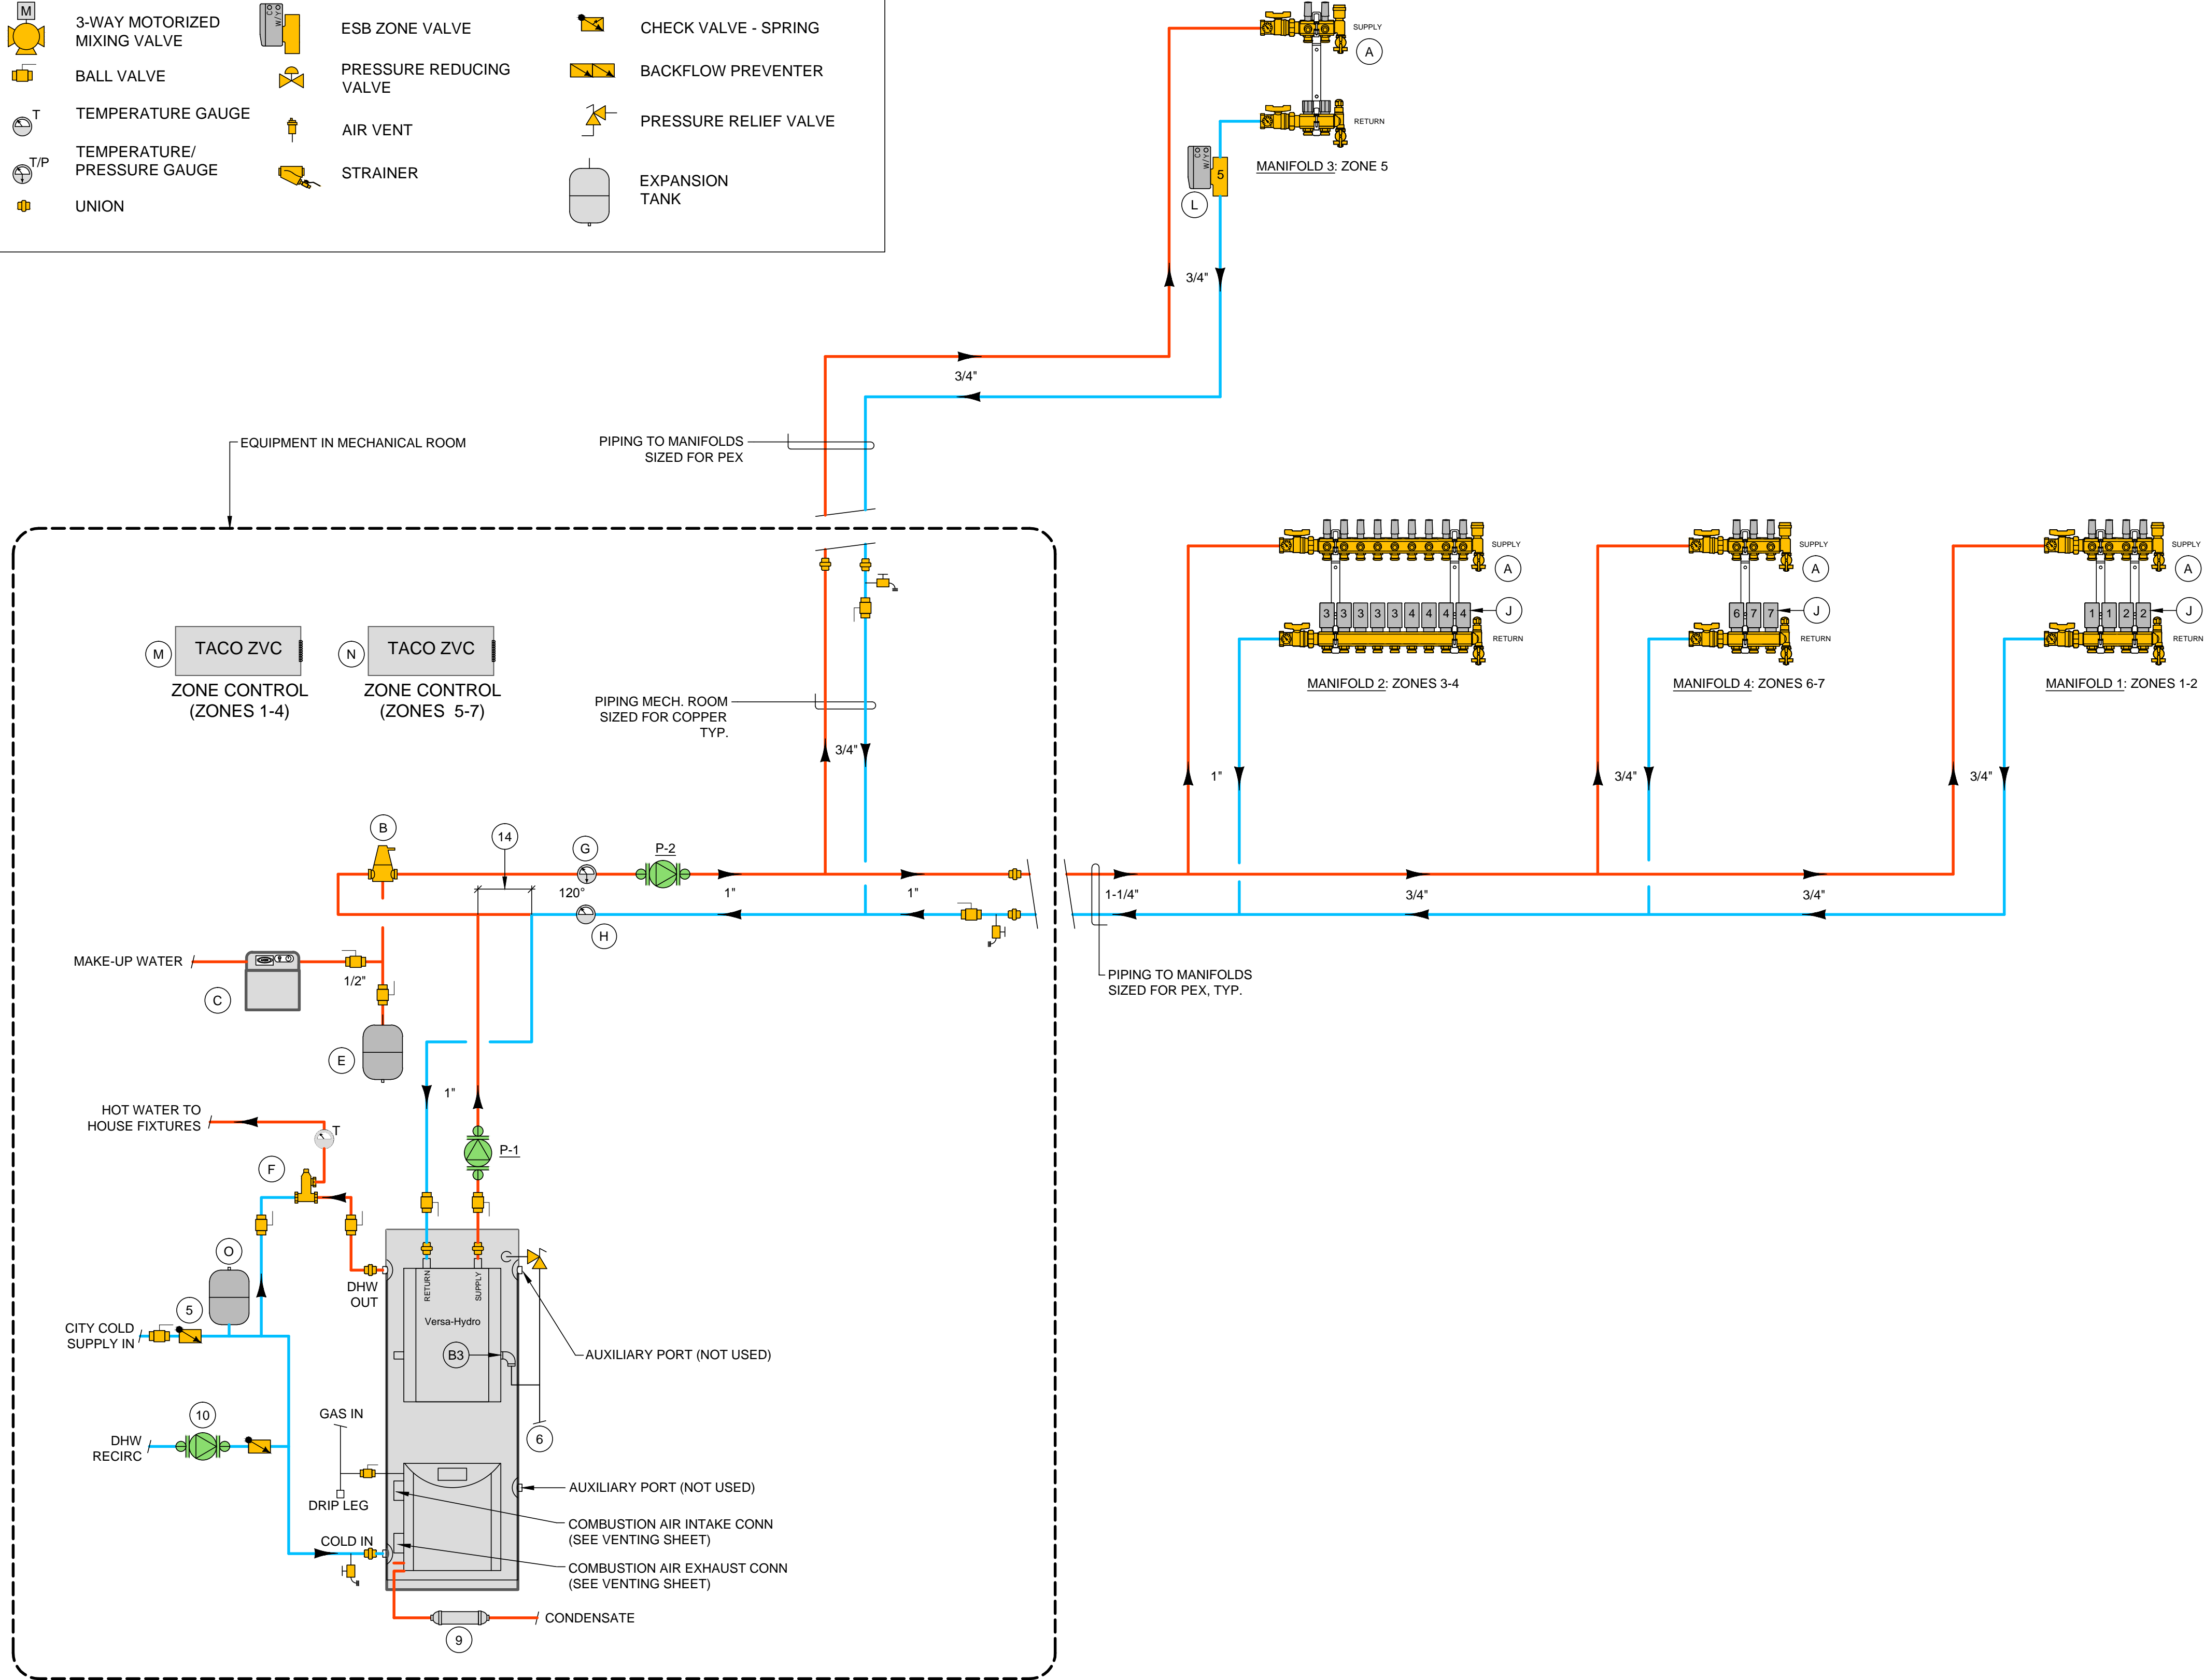 M
3-WAY MOTORIZED
MIXING VALVE
BALL VALVE
T
TEMPERATURE GAUGE
T/P
TEMPERATURE/
PRESSURE GAUGE
UNION
C O
Y/W
ESB ZONE VALVE
PRESSURE REDUCING
VALVE
AIR VENT
STRAINER
CHECK VALVE - SPRING
BACKFLOW PREVENTER
PRESSURE RELIEF VALVE
EXPANSION
TANK
SUPPLY
A
RETURN
MANIFOLD 3: ZONE 5
C O
Y/W
5
L
3/4"
3/4"
EQUIPMENT IN MECHANICAL ROOM
PIPING TO MANIFOLDS
SIZED FOR PEX
M
TACO ZVC
ZONE CONTROL
(ZONES 1-4)
N
TACO ZVC
ZONE CONTROL
(ZONES 5-7)
PIPING MECH. ROOM
SIZED FOR COPPER
TYP.
3/4"
SUPPLY
A
3 3 3 3 3 4 4 4 4
J
RETURN
MANIFOLD 2: ZONES 3-4
SUPPLY
A
6 7 7
J
RETURN
MANIFOLD 4: ZONES 6-7
SUPPLY
A
1 1 2 2
J
RETURN
MANIFOLD 1: ZONES 1-2
1"
3/4"
3/4"
B
14
G
P-2
120°
1"
1"
1-1/4"
3/4"
3/4"
H
MAKE-UP WATER
1/2"
C
E
PIPING TO MANIFOLDS
SIZED FOR PEX, TYP.
1"
HOT WATER TO
HOUSE FIXTURES
T
P-1
F
O
DHW
OUT
RETURN
SUPPLY
5
CITY COLD
SUPPLY IN
Versa-Hydro
B3
AUXILIARY PORT (NOT USED)
GAS IN
10
DHW
RECIRC
6
DRIP LEG
AUXILIARY PORT (NOT USED)
COMBUSTION AIR INTAKE CONN
(SEE VENTING SHEET)
COLD IN
COMBUSTION AIR EXHAUST CONN
(SEE VENTING SHEET)
CONDENSATE
9